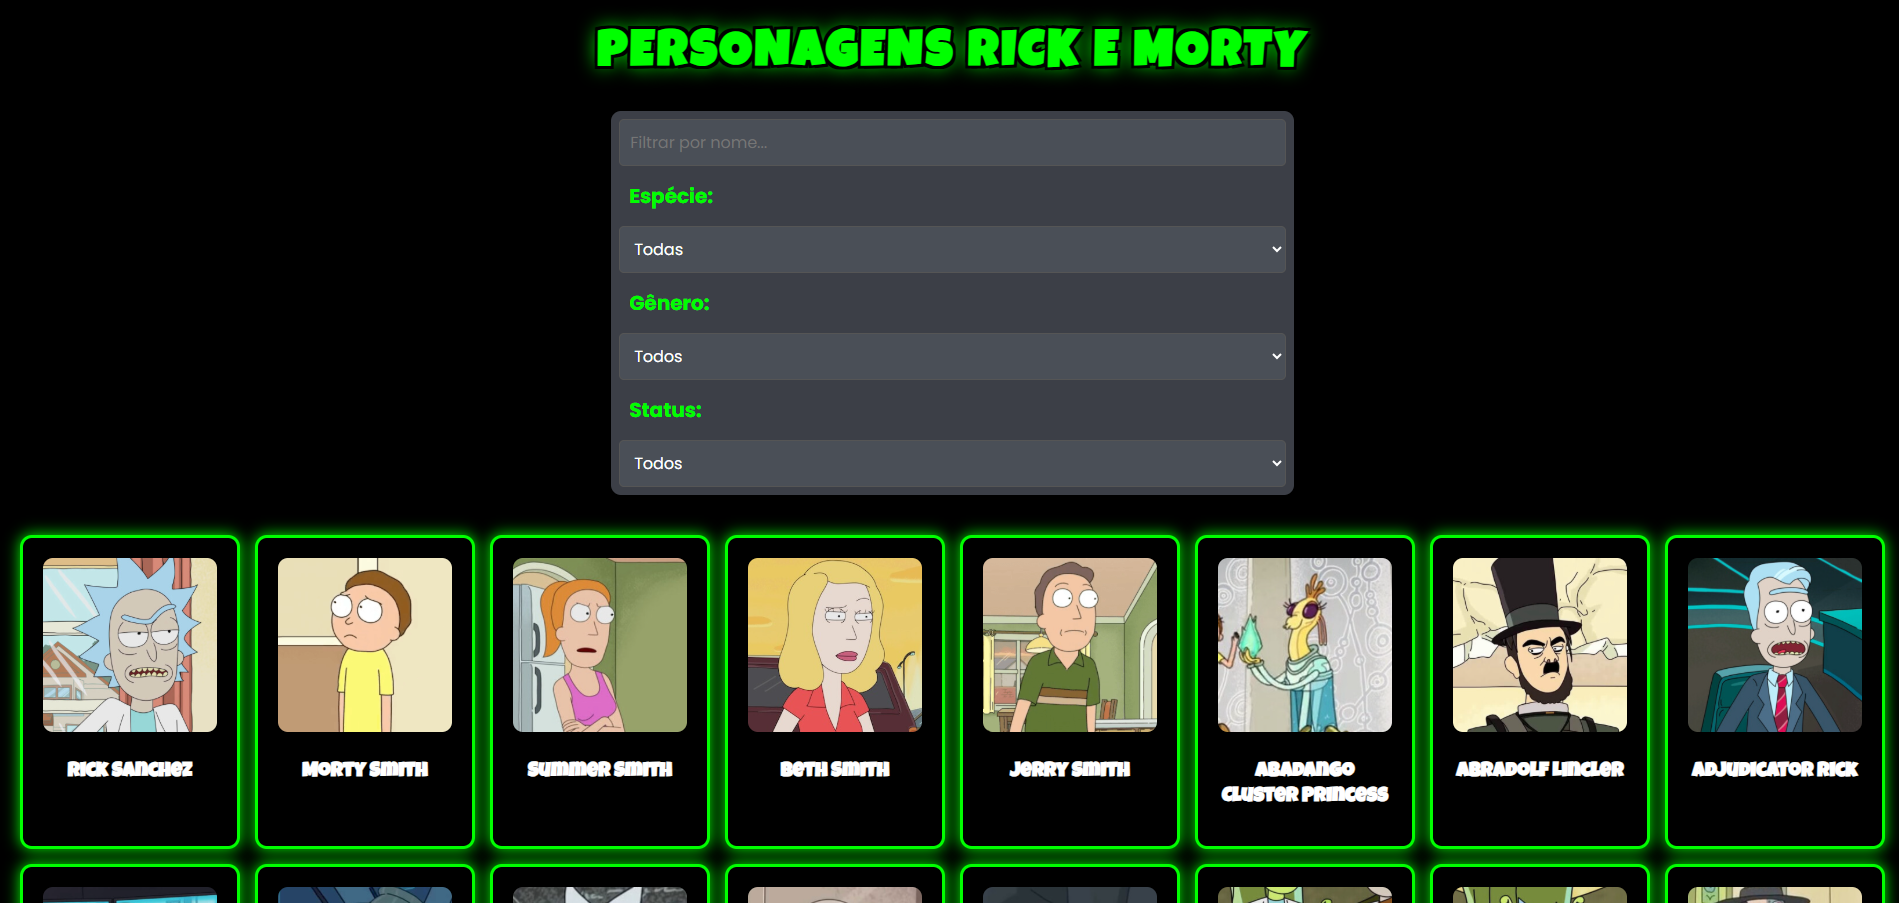 PERSONAGENS RICK E MORTY
Filtrar por nome...
Espécie:
Todas
Gênero:
Todos
Status:
Todos
Rick Sanchez
Morty Smith
Summer Smith
Beth Smith
Jerry Smith
Abadango
Cluster Princess
Abradolf Lincler
Adjudicator Rick